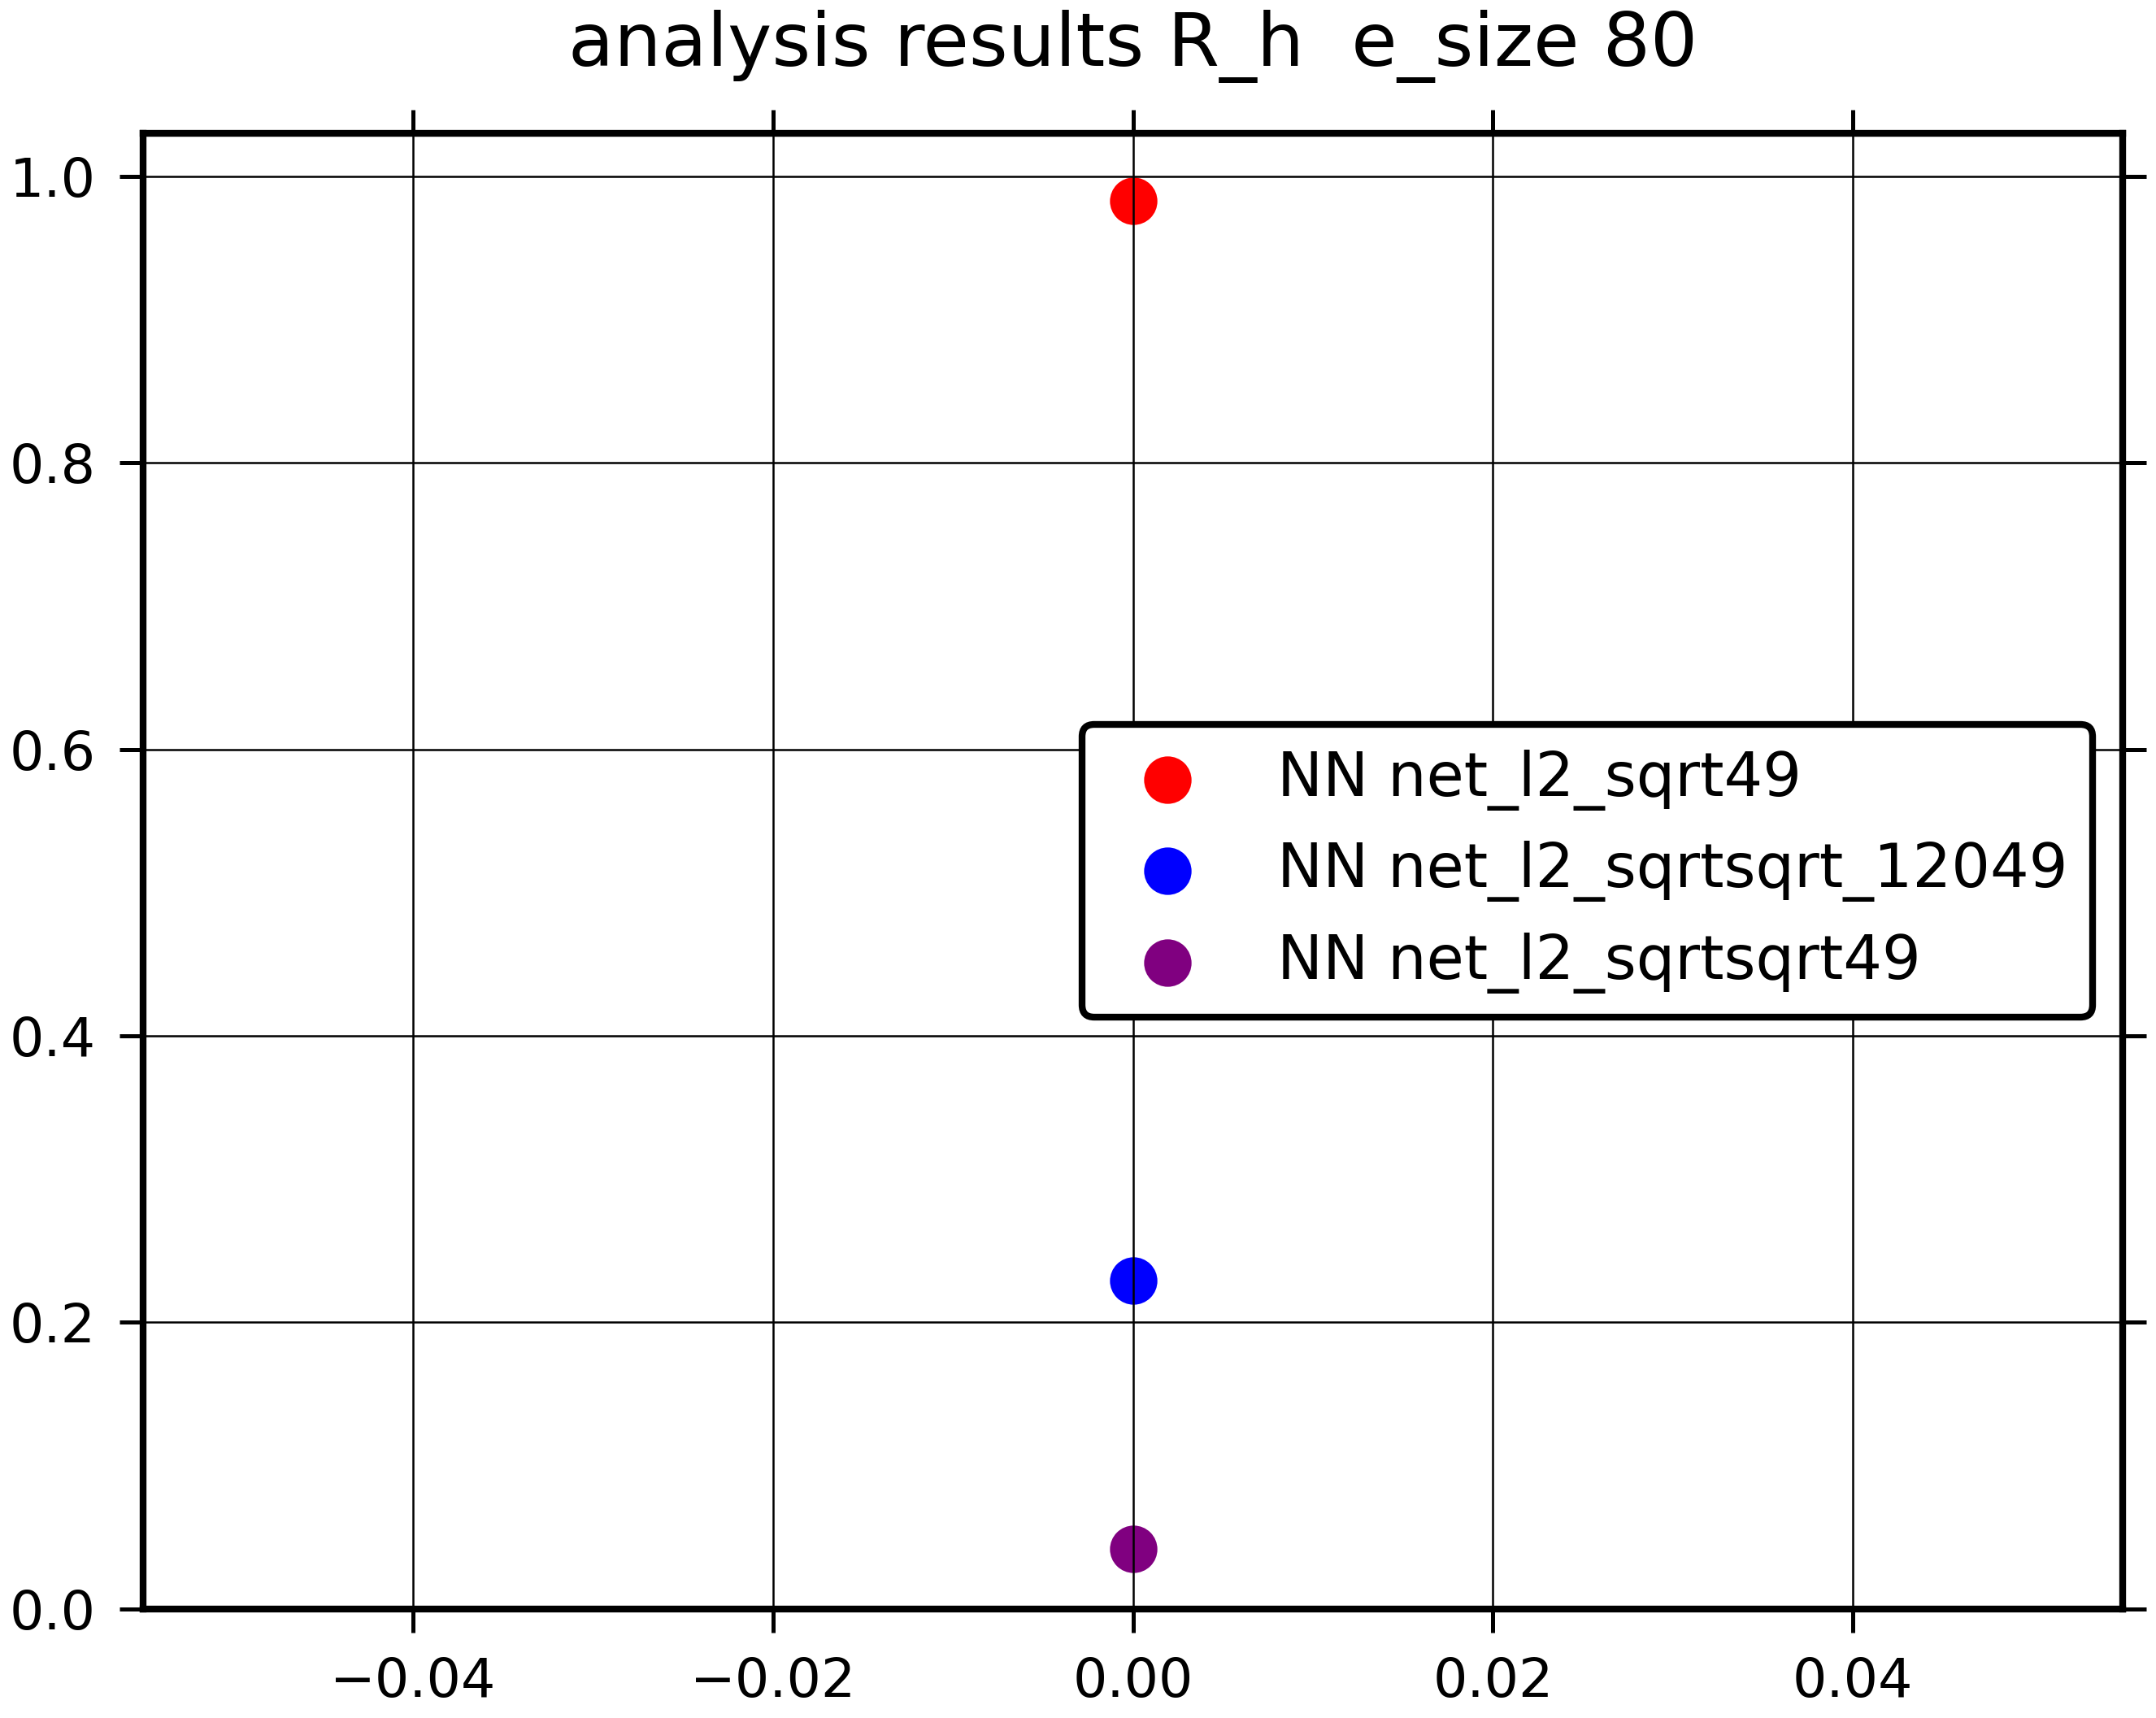 analysis results R_h  e_size 80
1.0
0.8
0.6
0.4
0.2
0.0
NN net_l2_sqrt49
NN net_l2_sqrtsqrt_12049
NN net_l2_sqrtsqrt49
−0.04 −0.02 0.00 0.02 0.04